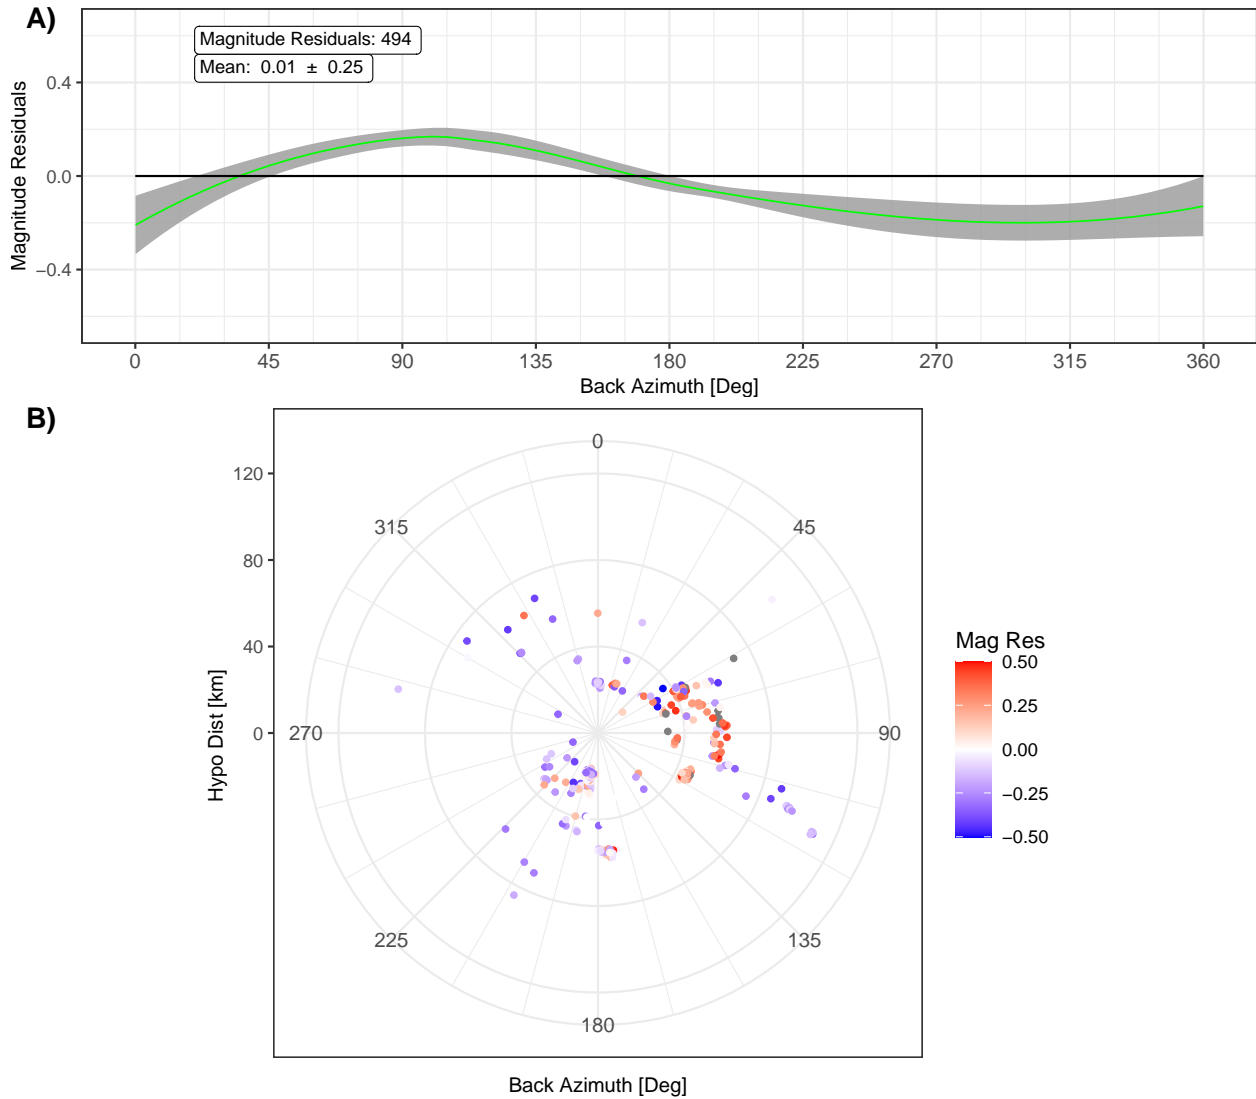 A)
Magnitude Residuals: 494
Mean:  0.01  ±  0.25
Magnitude Residuals
0.4
0.0
−0.4
0 45 90 135 180 225 270 315 360
Back Azimuth [Deg]
B)
Hypo Dist [km]
120
80
40
0
0
45
90
135
180
225
270
315
Back Azimuth [Deg]
Mag Res
0.50
0.25
0.00
−0.25
−0.50